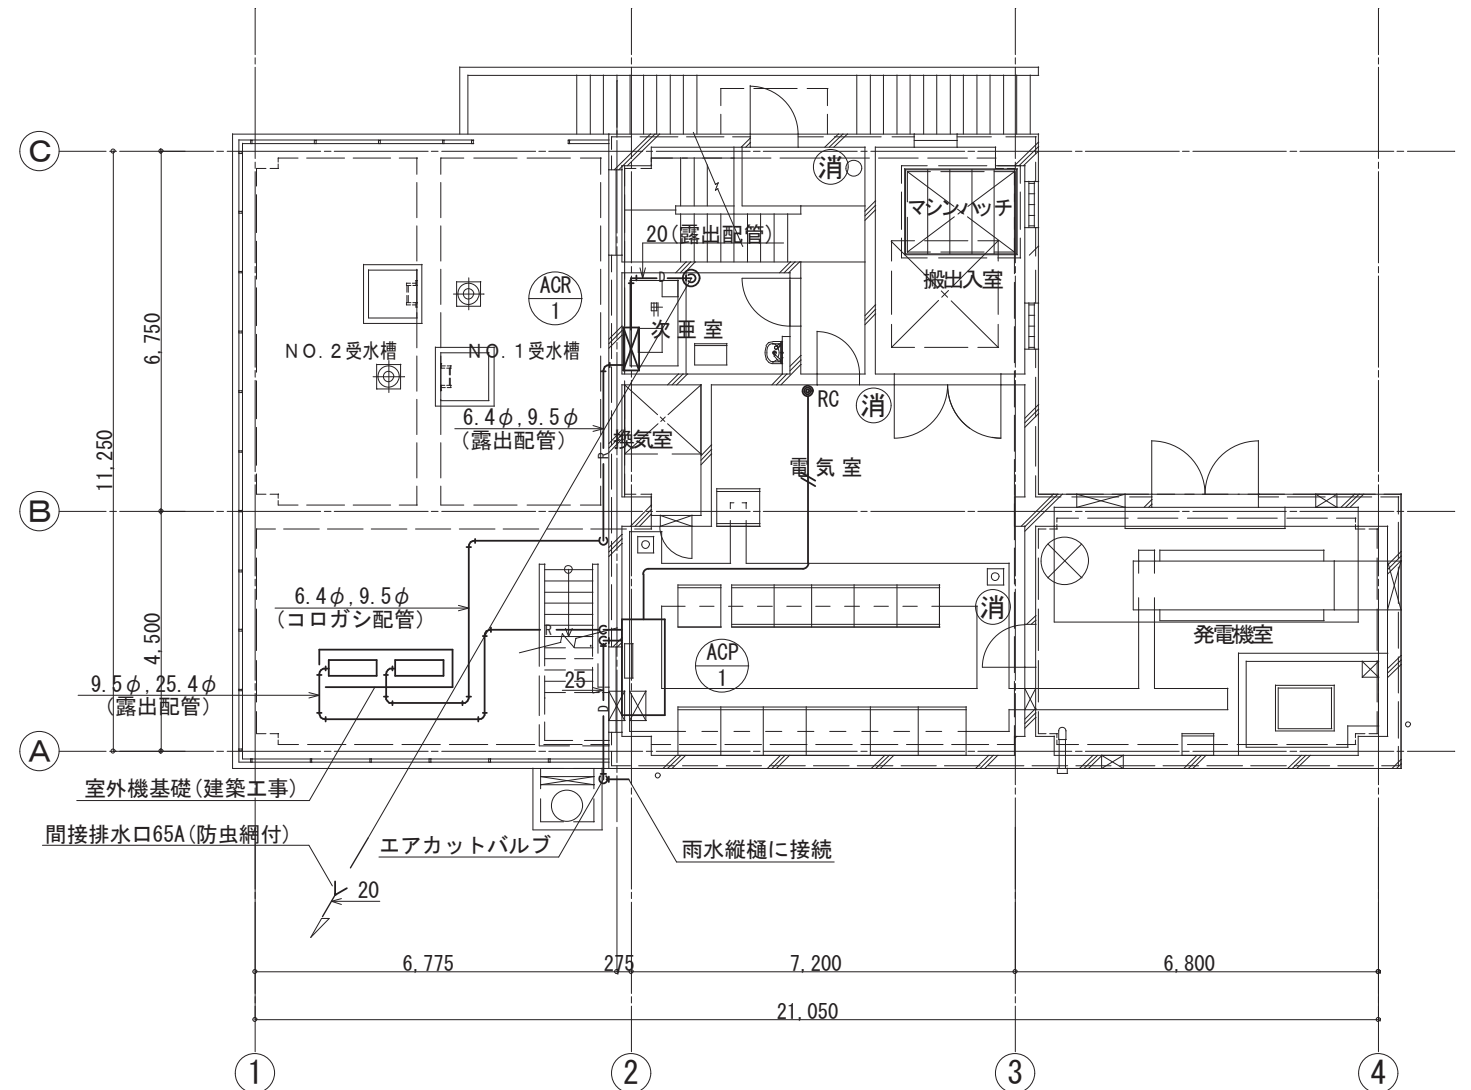 C
消
マシンハッチ
20(露出配管)
D
ACR
1
搬出入室
次亜室
6,750
NO.2受水槽
NO.1受水槽
RC
消
6.4φ,9.5φ
(露出配管)
換気室
R
電気室
11,250
B
6.4φ,9.5φ
(コロガシ配管)
消
R
4,500
発電機室
ACP
1
9.5φ,25.4φ
(露出配管)
25
D
A
室外機基礎(建築工事)
間接排水口65A(防虫網付)
エアカットバルブ
雨水縦樋に接続
20
6,775
275
7,200
6,800
21,050
1
2
3
4